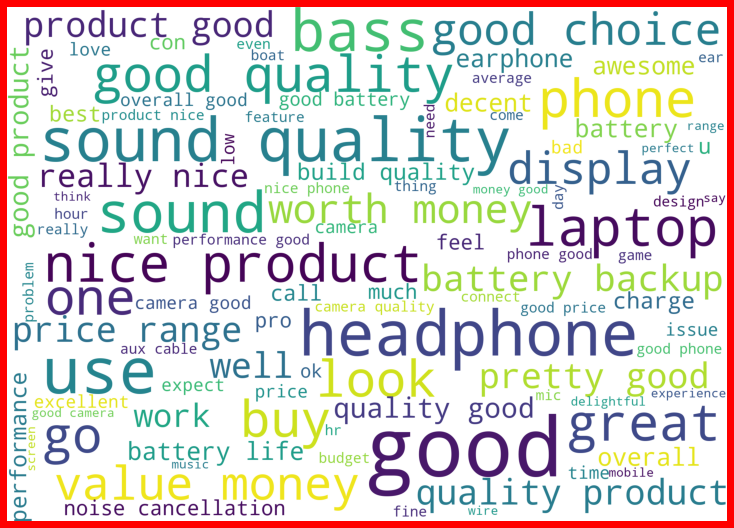 product good
bass
good choice
love
con
even
boat
earphone
ear
give
good quality
average
awesome
overall good
good battery
decent
phone
best
product nice
feature
need
come
battery
range
good product
sound quality
low
bad
perfect
u
really nice
build quality
display
think
nice phone
thing
money good
day
design
say
hour
sound
worth money
laptop
really
camera
want
performance good
feel
phone good
game
nice product
battery backup
problem
one
call
much
connect
camera good
camera quality
good price
charge
price range
pro
headphone
issue
aux cable
good phone
use
well
ok
look
pretty good
expect
price
mic
experience
performance
excellent
delightful
good camera
work
buy
quality good
great
go
hr
good
screen
battery life
budget
overall
music
time
mobile
value money
quality product
noise cancellation
fine
wire